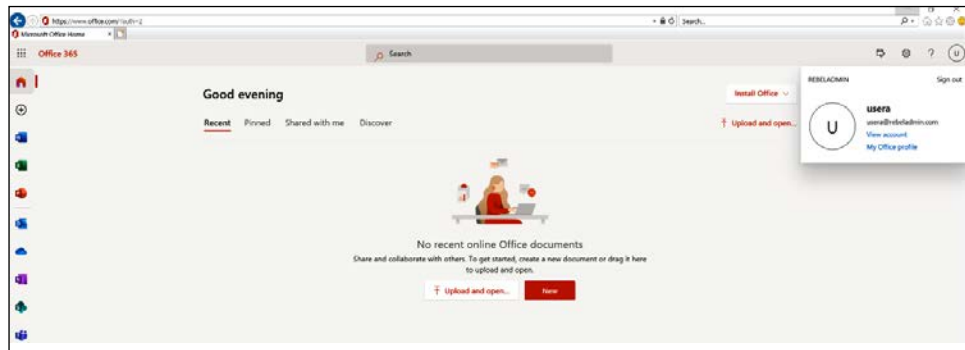 https://www.office.com/?auth=2
Search...
Microsoft Office Home
Office 365
Search
?
U
REBELADMIN
Sign out
Good evening
Install Office
usera
usera@rebeladmin.com
U
View account
My Office profile
Recent
Pinned
Shared with me
Discover
Upload and open...
No recent online Office documents
Share and collaborate with others. To get started, create a new document or drag it here
to upload and open.
Upload and open...
New